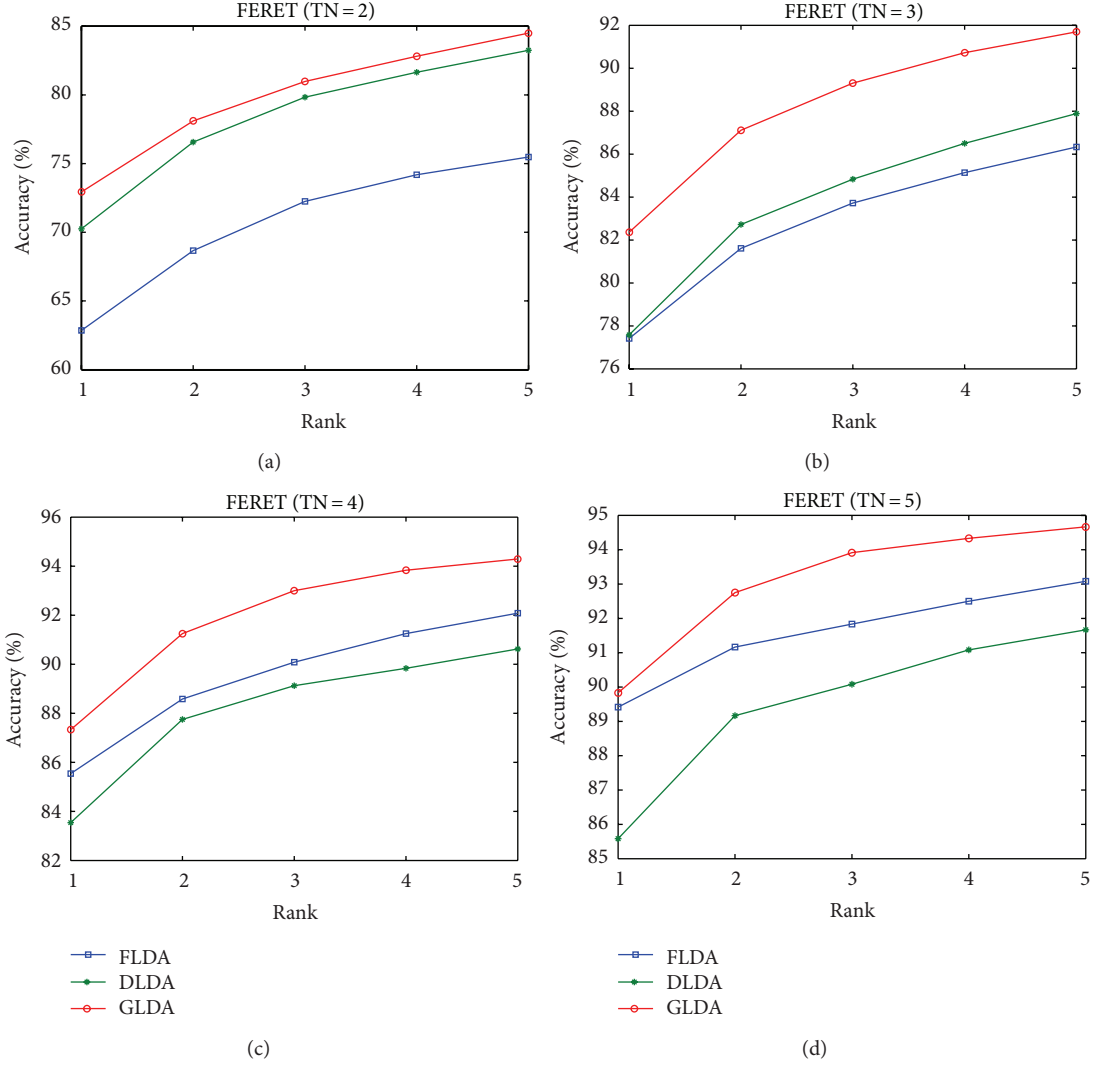 FERET (TN = 2)
85
80
75
70
65
60
Accuracy (%)
1 2 3 4 5
Rank
(a)
FERET (TN = 3)
92
90
88
86
84
82
80
78
76
Accuracy (%)
1 2 3 4 5
Rank
(b)
FERET (TN = 4)
96
94
92
90
88
86
84
82
Accuracy (%)
1 2 3 4 5
Rank
FLDA
DLDA
GLDA
(c)
FERET (TN = 5)
95
94
93
92
91
90
89
88
87
86
85
Accuracy (%)
1 2 3 4 5
Rank
FLDA
DLDA
GLDA
(d)